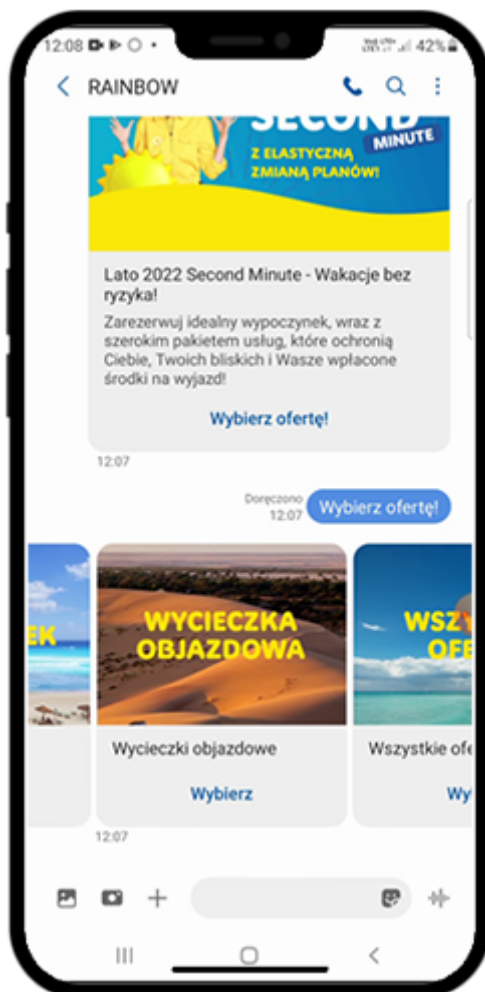 12:08
42%
RAINBOW
SECOND
MINUTE
Z ELASTYCZNĄ
ZMIANĄ PLANÓW!
Lato 2022 Second Minute - Wakacje bez
ryzyka!
Zarezerwuj idealny wypoczynek, wraz z
szerokim pakietem usług, które ochronią
Ciebie, Twoich bliskich i Wasze wpłacone
środki na wyjazd!
Wybierz ofertę!
12:07
Doręczono
12:07
Wybierz ofertę!
EK
WYCIECZKA
OBJAZDOWA
WSZY
OFE
Wycieczki objazdowe
Wszystkie ofe
Wybierz
Wy
12:07